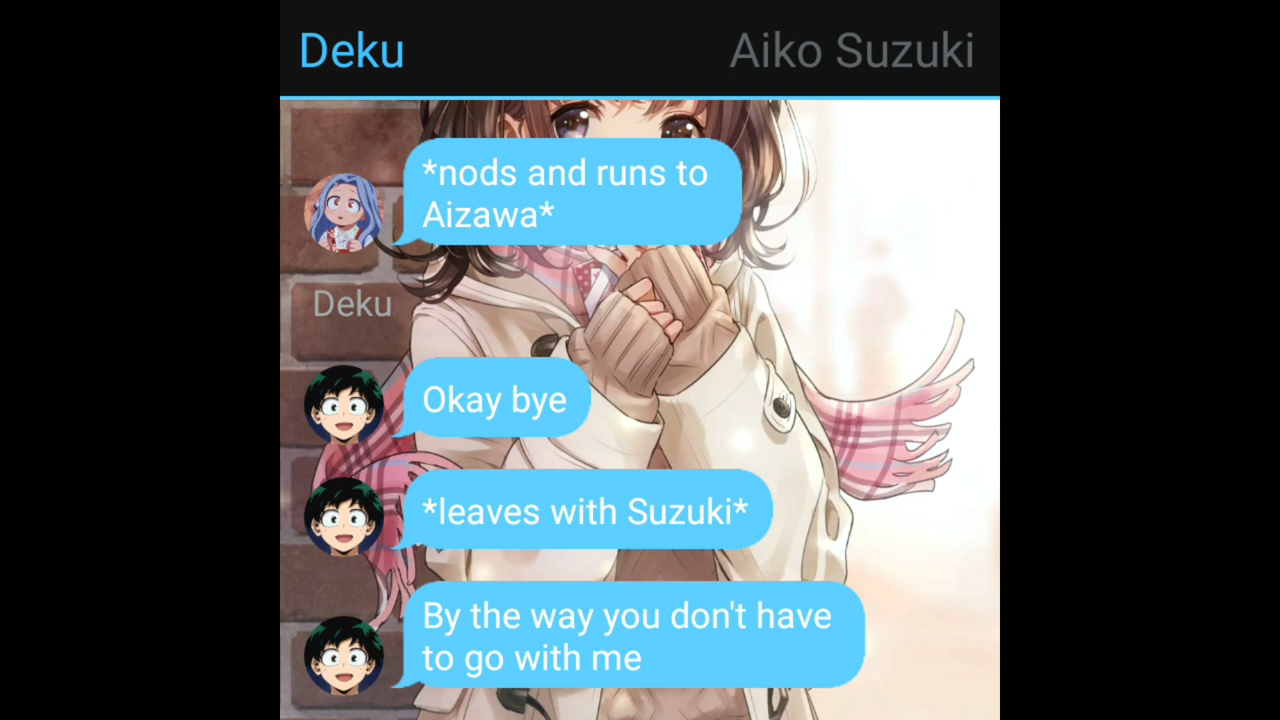 Deku
Aiko Suzuki
*nods and runs to
Aizawa*
Deku
Okay bye
*leaves with Suzuki*
By the way you don't have
to go with me